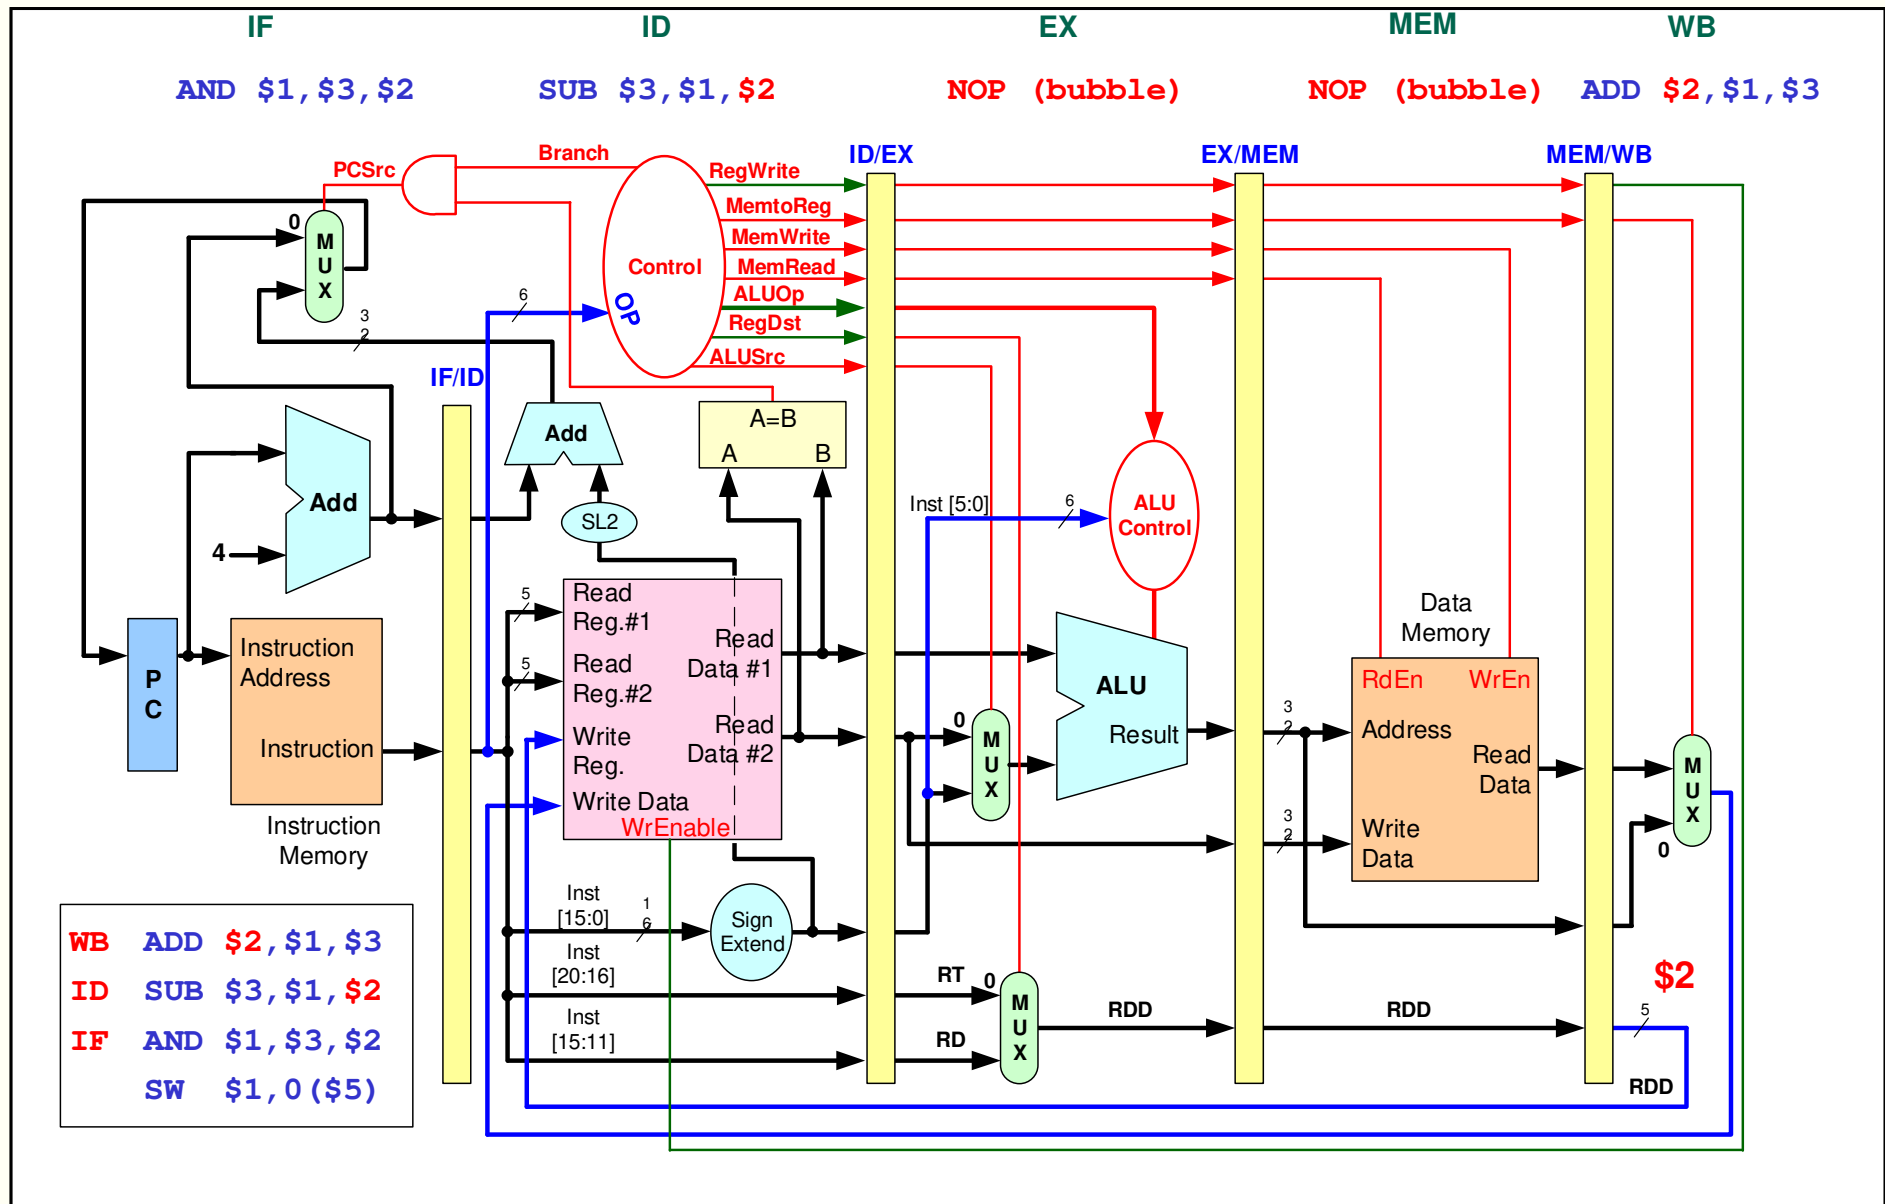 IF ID EX MEM WB
AND $1,$3,$2 SUB $3,$1,$2 NOP (bubble) NOP (bubble) ADD $2,$1,$3
ID/EX EX/MEM MEM/WB
Branch
PCSrc
RegWrite
MemtoReg
MemWrite
MemRead
ALUOp
RegDst
ALUSrc
Control
OP
0
M
U
X
6
3
2
IF/ID
Add
4
Add
SL2
A=B
A B
Inst [5:0]
6
ALU
Control
P
C
Instruction
Address
Instruction
Instruction
Memory
5
Read
Reg.#1
5
Read
Reg.#2
Write
Reg.
Write Data
WrEnable
Read
Data #1
Read
Data #2
0
M
U
X
ALU
Result
3
2
3
2
Data
Memory
RdEn WrEn
Address
Read
Data
Write
Data
M
U
X
0
Inst
[15:0]
1
6
Sign
Extend
Inst
[20:16]
Inst
[15:11]
RT
RD
0
M
U
X
RDD
RDD
$2
5
RDD
WB ADD $2,$1,$3
ID SUB $3,$1,$2
IF AND $1,$3,$2
SW $1,0($5)